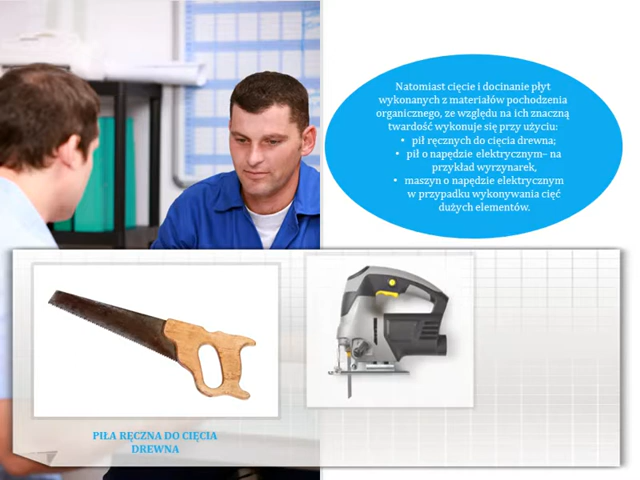 Natomiast cięcie i docinanie płyt
wykonanych z materiałów pochodzenia
organicznego, ze względu na ich znaczną
twardość wykonuje się przy użyciu:
• pił ręcznych do cięcia drewna;
• pił o napędzie elektrycznym– na
przykład wyrzynarek,
• maszyn o napędzie elektrycznym
w przypadku wykonywania cięć
dużych elementów.
PIŁA RĘCZNA DO CIĘCIA
DREWNA